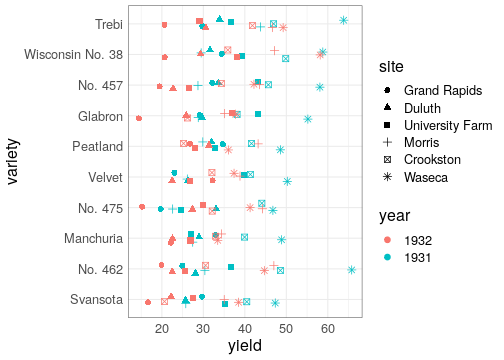 variety
Trebi
Wisconsin No. 38
No. 457
Glabron
Peatland
Velvet
No. 475
Manchuria
No. 462
Svansota
20 30 40 50 60
yield
site
Grand Rapids
Duluth
University Farm
Morris
Crookston
Waseca
year
1932
1931